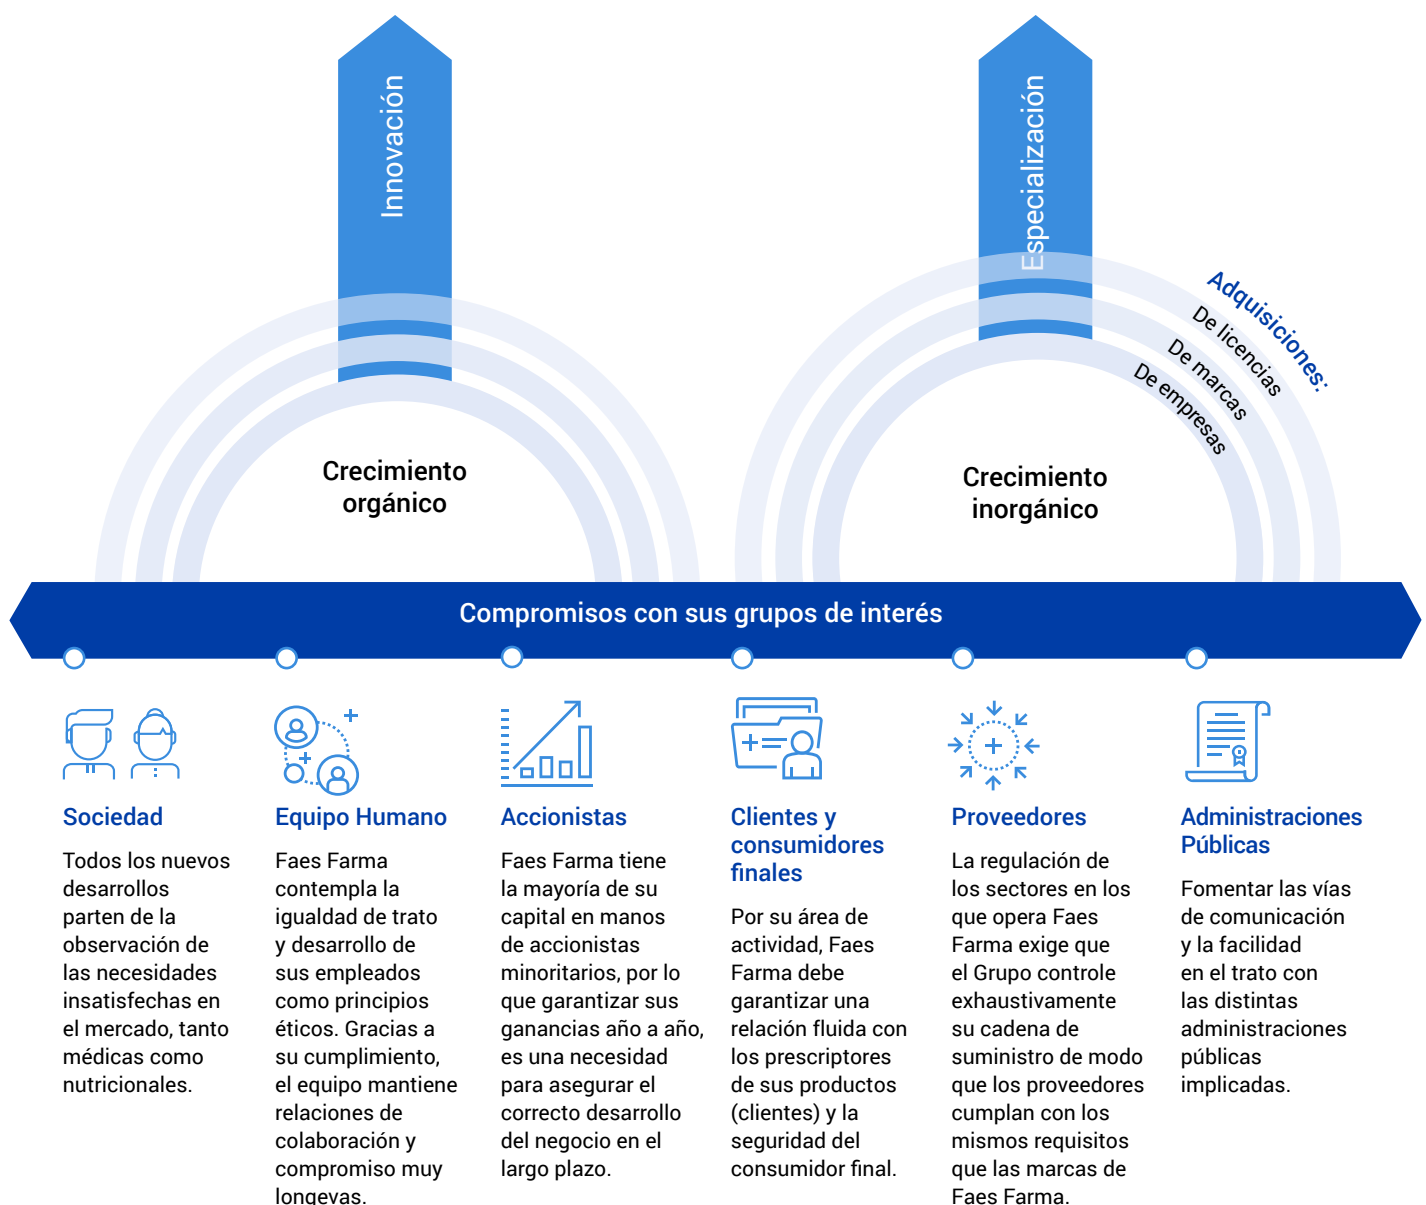 Innovación
Especialización
Adquisiciones:
De licencias
De marcas
De empresas
Crecimiento
orgánico
Crecimiento
inorgánico
Compromisos con sus grupos de interés
Sociedad
Todos los nuevos
desarrollos
parten de la
observación de
las necesidades
insatisfechas en
el mercado, tanto
médicas como
nutricionales.
Equipo Humano
Faes Farma
contempla la
igualdad de trato
y desarrollo de
sus empleados
como principios
éticos. Gracias a
su cumplimiento,
el equipo mantiene
relaciones de
colaboración y
compromiso muy
longevas.
Accionistas
Faes Farma tiene
la mayoría de su
capital en manos
de accionistas
minoritarios, por lo
que garantizar sus
ganancias año a año,
es una necesidad
para asegurar el
correcto desarrollo
del negocio en el
largo plazo.
Clientes y
consumidores
finales
Por su área de
actividad, Faes
Farma debe
garantizar una
relación fluida con
los prescriptores
de sus productos
(clientes) y la
seguridad del
consumidor final.
Proveedores
La regulación de
los sectores en los
que opera Faes
Farma exige que
el Grupo controle
exhaustivamente
su cadena de
suministro de modo
que los proveedores
cumplan con los
mismos requisitos
que las marcas de
Faes Farma.
Administraciones
Públicas
Fomentar las vías
de comunicación
y la facilidad
en el trato con
las distintas
administraciones
públicas
implicadas.